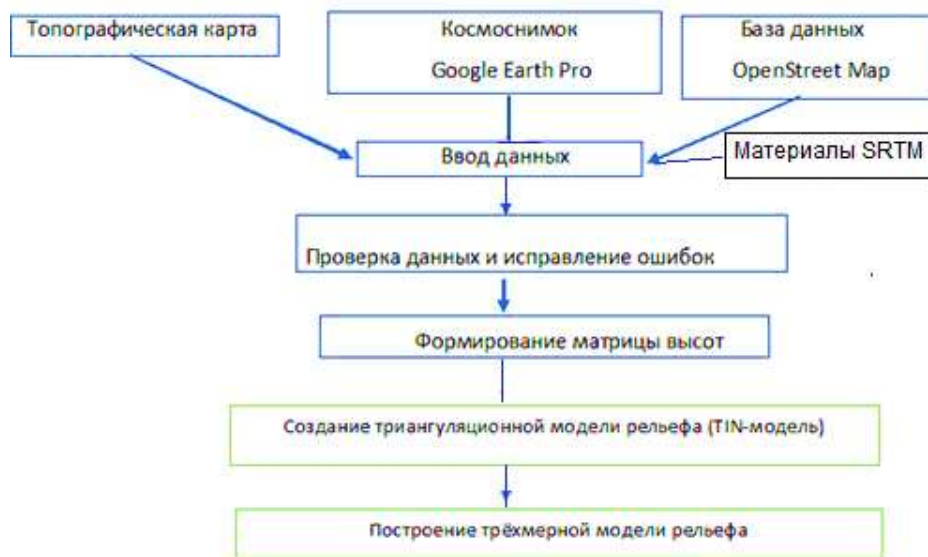 Топографическая карта
Космоснимок
Google Earth Pro
База данных
OpenStreet Map
Ввод данных
Материалы SRTM
Проверка данных и исправление ошибок
Формирование матрицы высот
Создание триангуляционной модели рельефа (TIN-модель)
Построение трёхмерной модели рельефа